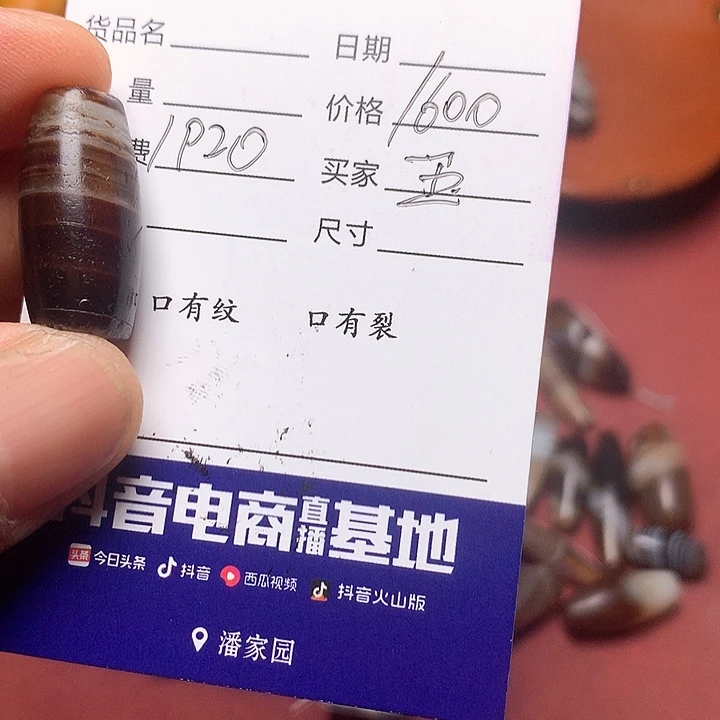 货品名 日期
量 价格 1600
费 1920 买家
尺寸
口有纹 口有裂
抖音电商直播基地
头条 今日头条 抖音 西瓜视频 抖音火山版
潘家园